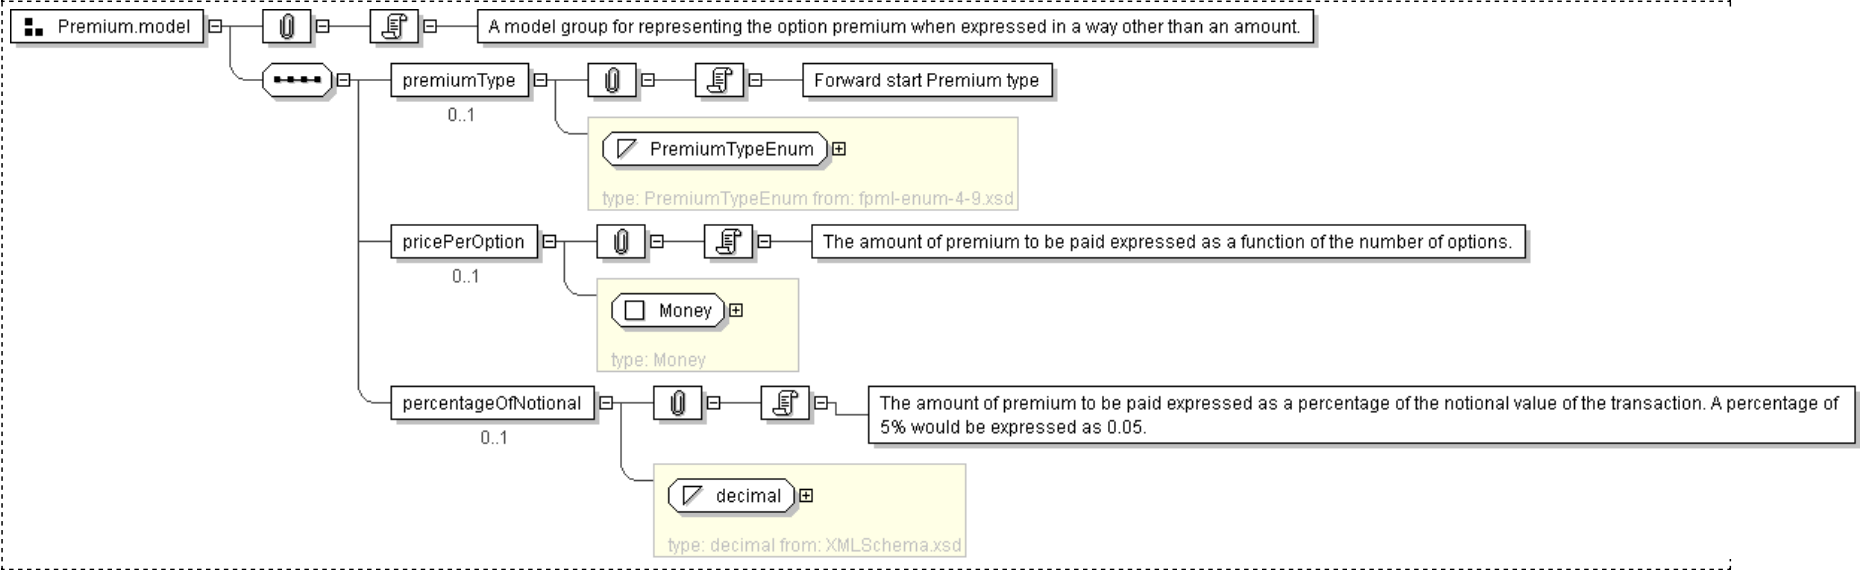 Premium.model
A model group for representing the option premium when expressed in a way other than an amount.
premiumType
Forward start Premium type
0..1
PremiumTypeEnum
type: PremiumTypeEnum from: fpml-enum-4-9.xsd
pricePerOption
The amount of premium to be paid expressed as a function of the number of options.
0..1
Money
type: Money
percentageOfNotional
The amount of premium to be paid expressed as a percentage of the notional value of the transaction. A percentage of
5% would be expressed as 0.05.
0..1
decimal
type: decimal from: XMLSchema.xsd